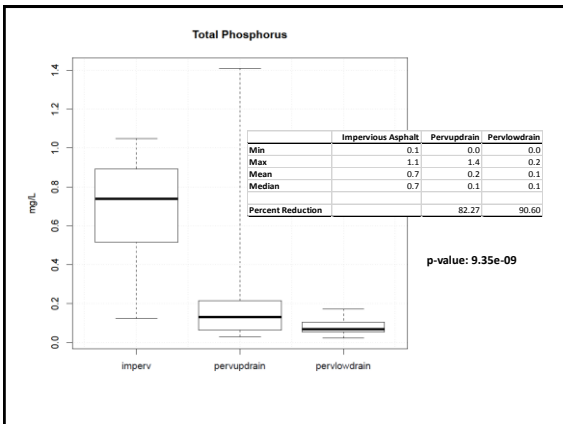 Total Phosphorus
mg/L
1.4
1.2
1.0
0.8
0.6
0.4
0.2
0.0
Impervious Asphalt Pervupdrain Pervlowdrain
Min 0.1 0.0 0.0
Max 1.1 1.4 0.2
Mean 0.7 0.2 0.1
Median 0.7 0.1 0.1
Percent Reduction 82.27 90.60
p-value: 9.35e-09
imperv pervupdrain pervlowdrain